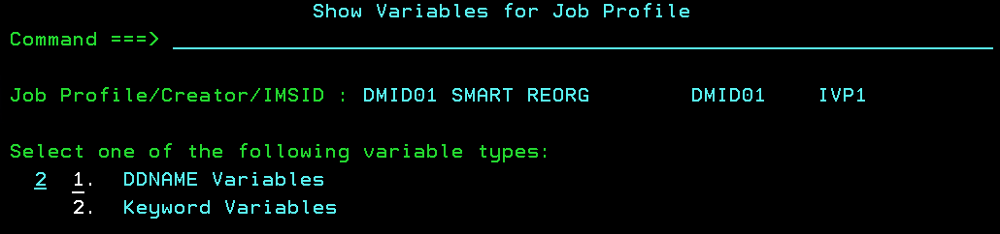 Show Variables for Job Profile
Command ===>
Job Profile/Creator/IMSID : DMID01 SMART REORG DMID01 IVP1
Select one of the following variable types:
2 1. DDNAME Variables
2. Keyword Variables